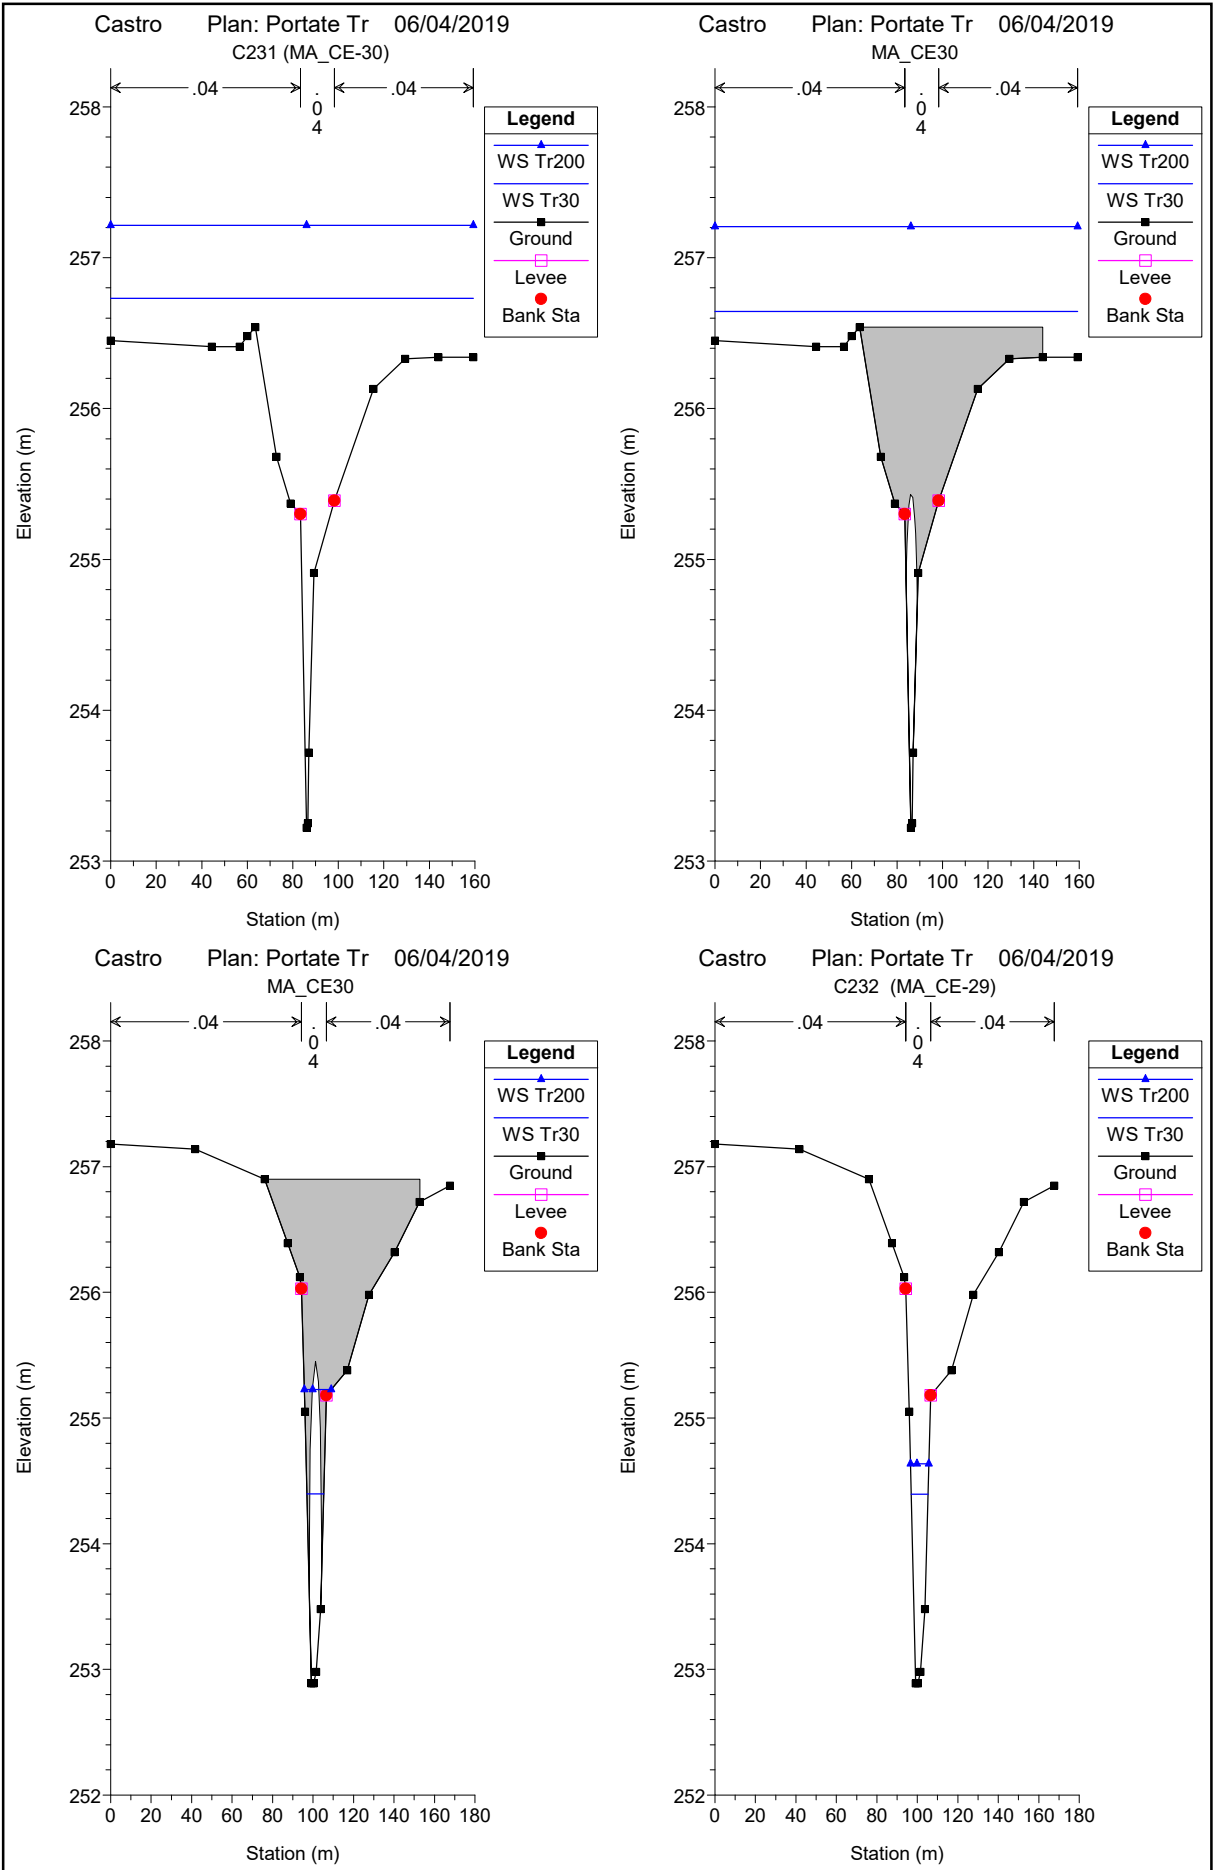 Castro Plan: Portate Tr 06/04/2019
C231 (MA_CE-30)
.04 .04 .04
258
257
256
255
254
253
0 20 40 60 80 100 120 140 160
Station (m)
Elevation (m)
Legend
WS Tr200
WS Tr30
Ground
Levee
Bank Sta
Castro Plan: Portate Tr 06/04/2019
MA_CE30
.04 .04 .04
258
257
256
255
254
253
0 20 40 60 80 100 120 140 160
Station (m)
Elevation (m)
Legend
WS Tr200
WS Tr30
Ground
Levee
Bank Sta
Castro Plan: Portate Tr 06/04/2019
MA_CE30
.04 .04 .04
258
257
256
255
254
253
252
0 20 40 60 80 100 120 140 160 180
Station (m)
Elevation (m)
Legend
WS Tr200
WS Tr30
Ground
Levee
Bank Sta
Castro Plan: Portate Tr 06/04/2019
C232 (MA_CE-29)
.04 .04 .04
258
257
256
255
254
253
252
0 20 40 60 80 100 120 140 160 180
Station (m)
Elevation (m)
Legend
WS Tr200
WS Tr30
Ground
Levee
Bank Sta